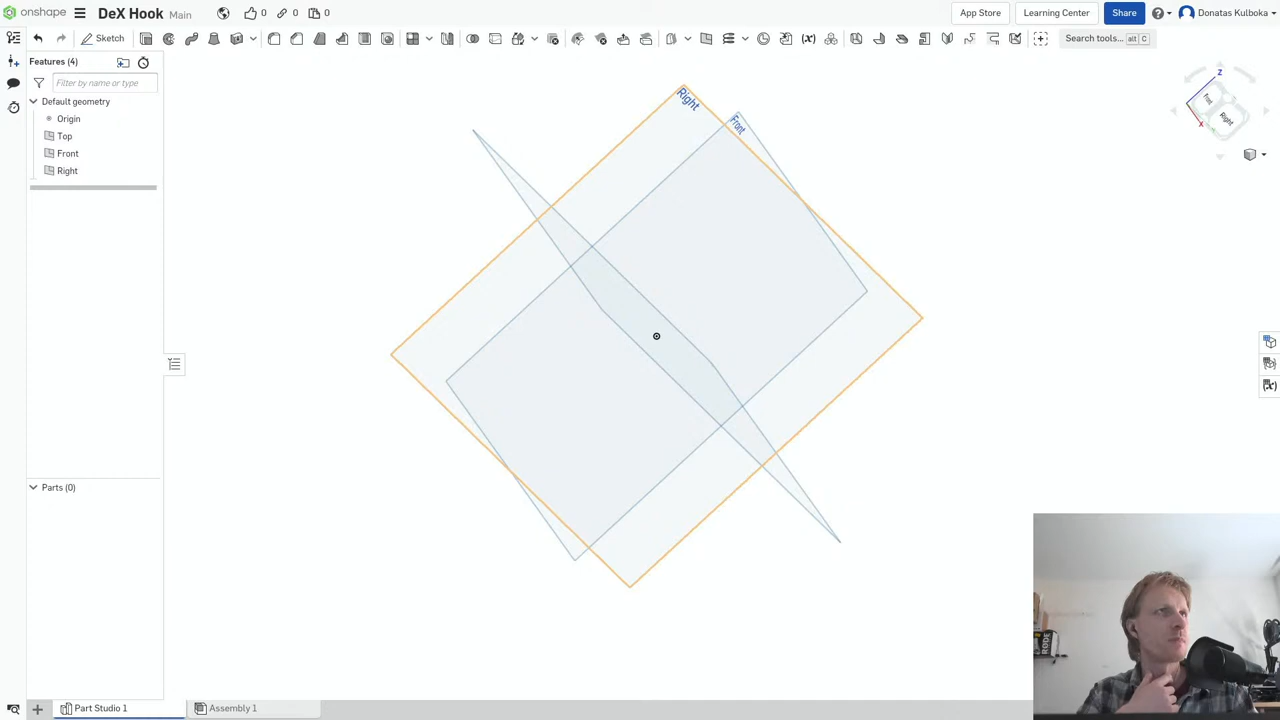 onshape
DeX Hook Main
0
0
0
App Store
Learning Center
Share
Donatas Kulboka
Sketch
Search tools... alt C
Features (4)
Filter by name or type
Default geometry
Origin
Top
Front
Right
Parts (0)
Right
Front
Z
X
Right
RODE
Part Studio 1
Assembly 1